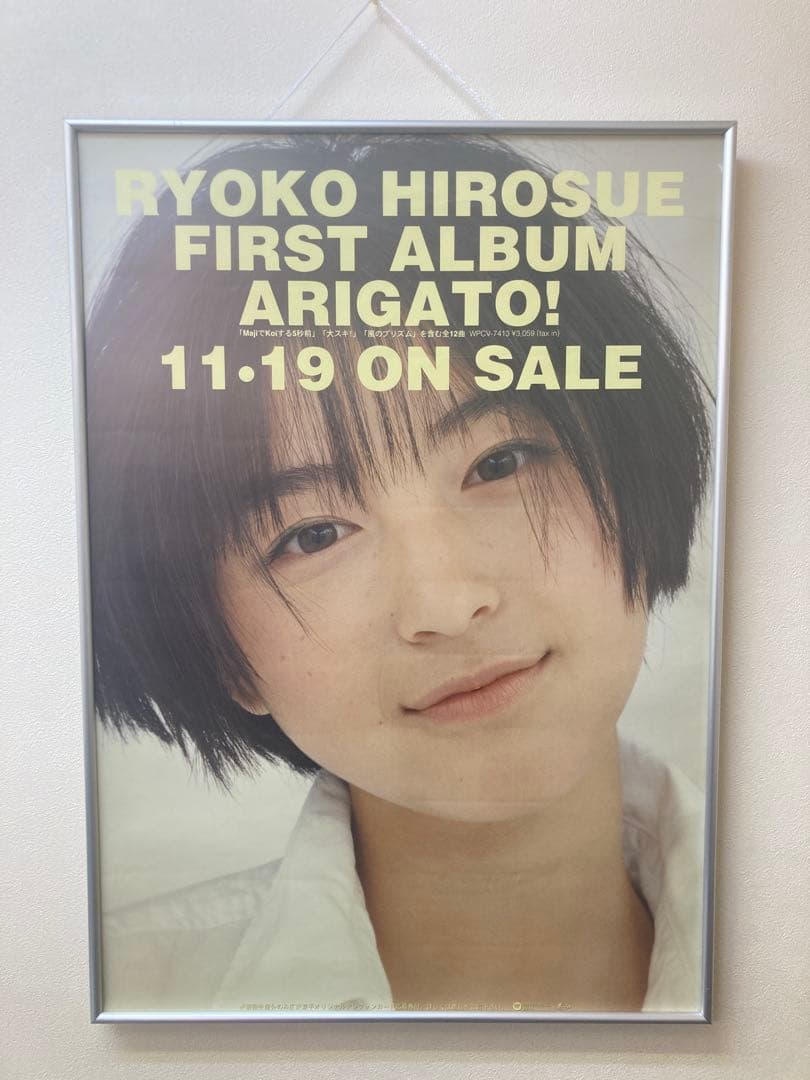 RYOKO HIROSUE
FIRST ALBUM
ARIGATO!
「MajiでKoiする5秒前」「大スキ!」「風のプリズム」を含む全12曲 WPCV-7413 ¥3,059 (tax in)
11•19 ON SALE